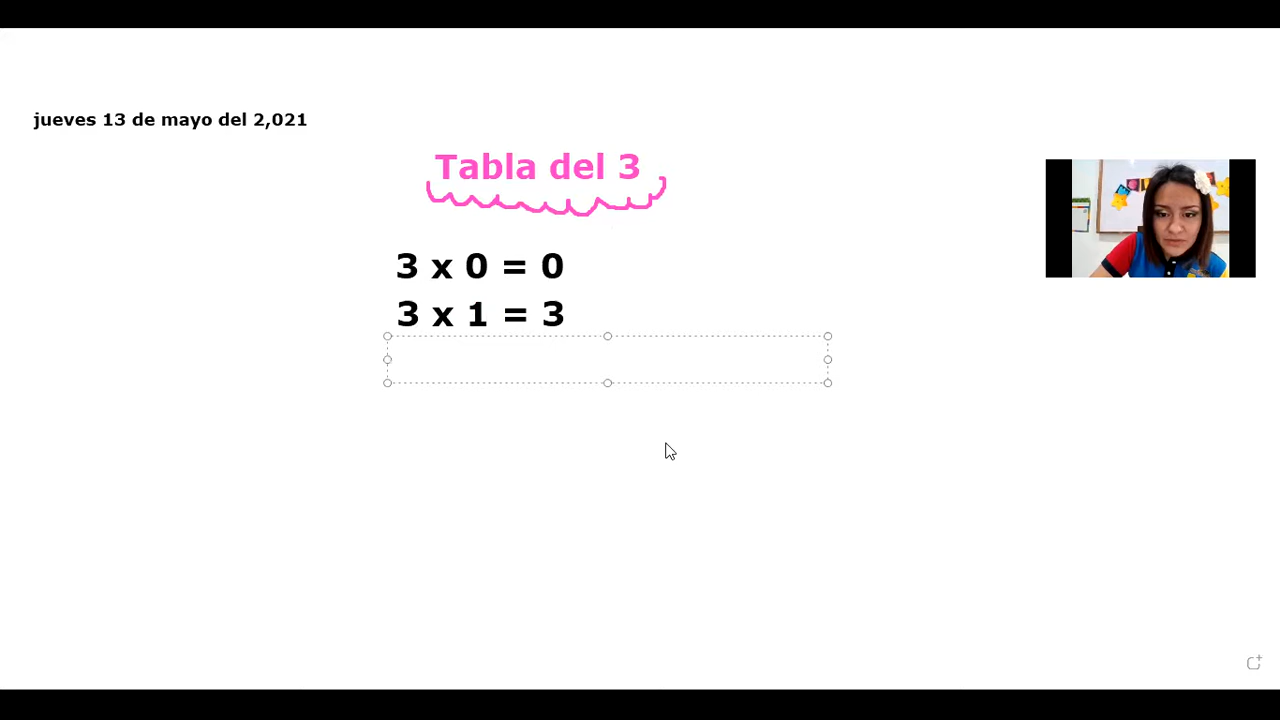 jueves 13 de mayo del 2,021
Tabla del 3
3 x 0 = 0
3 x 1 = 3